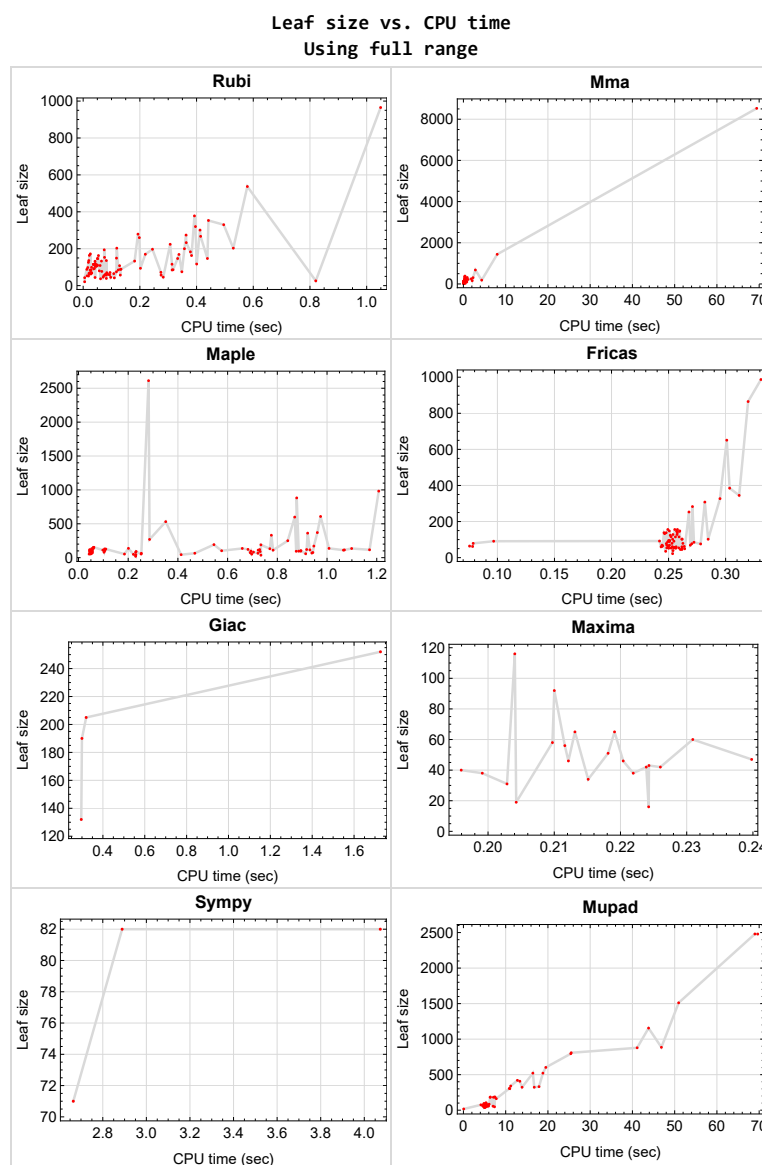 Leaf size vs. CPU time
Using full range
Rubi
1000
800
600
400
200
0
Leaf size
0.0 0.2 0.4 0.6 0.8 1.0
CPU time (sec)
Mma
8000
6000
4000
2000
0
Leaf size
0 10 20 30 40 50 60 70
CPU time (sec)
Maple
2500
2000
1500
1000
500
0
Leaf size
0.0 0.2 0.4 0.6 0.8 1.0 1.2
CPU time (sec)
Fricas
1000
800
600
400
200
0
Leaf size
0.10 0.15 0.20 0.25 0.30
CPU time (sec)
Giac
240
220
200
180
160
140
120
Leaf size
0.4 0.6 0.8 1.0 1.2 1.4 1.6
CPU time (sec)
Maxima
120
100
80
60
40
20
0
Leaf size
0.20 0.21 0.22 0.23 0.24
CPU time (sec)
Sympy
82
80
78
76
74
72
70
Leaf size
2.8 3.0 3.2 3.4 3.6 3.8 4.0
CPU time (sec)
Mupad
2500
2000
1500
1000
500
0
Leaf size
0 10 20 30 40 50 60 70
CPU time (sec)